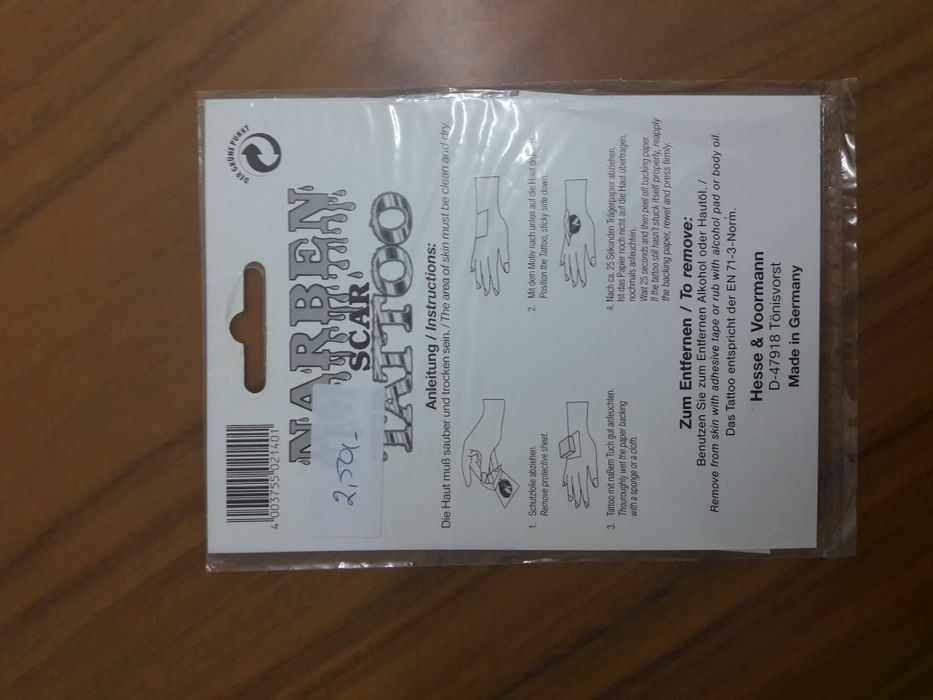 4 003755 021401
DER GRÜNE PUNKT
NARBEN
SCAR
TATTOO
2,50
Anleitung / Instructions:
Die Haut muß sauber und trocken sein./ The area of skin must be clean and dry.
1. Schutzfolie abziehen.
Remove protective sheet.
2. Mit dem Motiv nach unten auf die Haut
Position the Tattoo, sticky side down.
3. Tattoo mit naßem Tuch gut anfeuchten.
Thouroughly wet the paper backing
with a sponge or a cloth.
4. Nach ca. 25 Sekunden Trägerpapier abziehen.
Ist das Papier noch nicht auf die Haut übertragen,
nochmals anfeuchten.
Wait 25 seconds and then peel off backing paper.
If the tattoo still hasn't stuck itself properly, reapply
the backing paper, rewet and press firmly.
Zum Entfernen / To remove:
Benutzen Sie zum Entfernen Alkohol oder Hautöl. /
Remove from skin with adhesive tape or rub with alcohol pad or body oil.
Das Tattoo entspricht der EN 71-3-Norm.
Hesse & Voormann
D-47918 Tönisvorst
Made in Germany